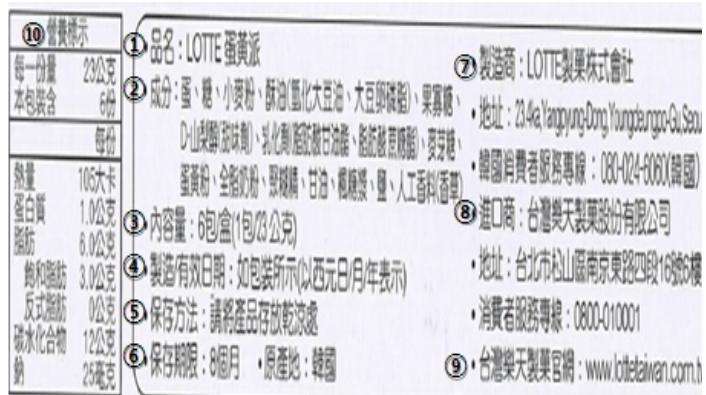 ⑩ 營養標示
每一份量 23公克
本包裝含 6份
每份
熱量 105大卡
蛋白質 1.0公克
脂肪 6.0公克
飽和脂肪 3.0公克
反式脂肪 0公克
碳水化合物 12公克
鈉 25毫克
① 品名：LOTTE 蛋黃派
② 成分：蛋、糖、小麥粉、酥油(氫化大豆油、大豆卵磷脂)、果蜜糖、
D-山梨醇(甜味劑)、乳化劑(脂肪酸甘油酯、脂肪酸蔗糖酯)、麥芽糖、
蛋黃粉、全脂奶粉、聚糊精、甘油、楓糖漿、鹽、人工香料(香草)
③ 內容量：6包/盒(1包/23公克)
④ 製造/有效日期：如包裝所示(以西元日/月/年表示)
⑤ 保存方法：請將產品存放乾涼處
⑥ 保存期限：8個月 •原產地：韓國
⑦ 製造商：LOTTE製菓株式會社
• 地址：23,4ka,Yangpyung-Dong,Youngdeungpo-Gu,Seou
• 韓國消費者服務專線：080-024-6060(韓國)
⑧ 進口商：台灣樂天製菓股份有限公司
• 地址：台北市松山區南京東路四段16號6樓
• 消費者服務專線：0800-010001
⑨ • 台灣樂天製菓官網：www.lottetaiwan.com.t